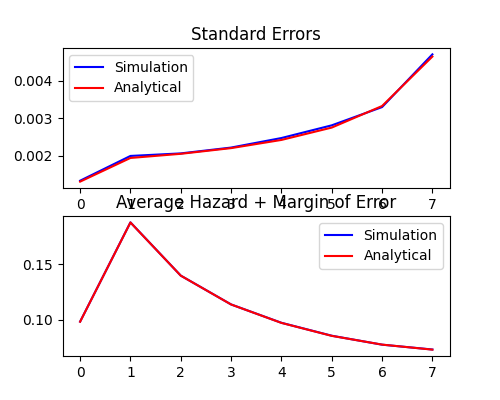 Standard Errors
Simulation
Analytical
0.004
0.003
0.002
0 1 2 3 4 5 6 7
Average Hazard + Margin of Error
Simulation
Analytical
0.15
0.10
0 1 2 3 4 5 6 7